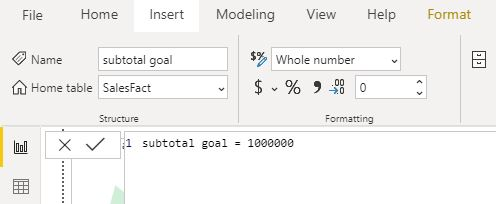 File Home Insert Modeling View Help Format
Name subtotal goal $% Whole number
Home table SalesFact $ % , .00 →0 0
Structure Formatting
1 subtotal goal = 1000000